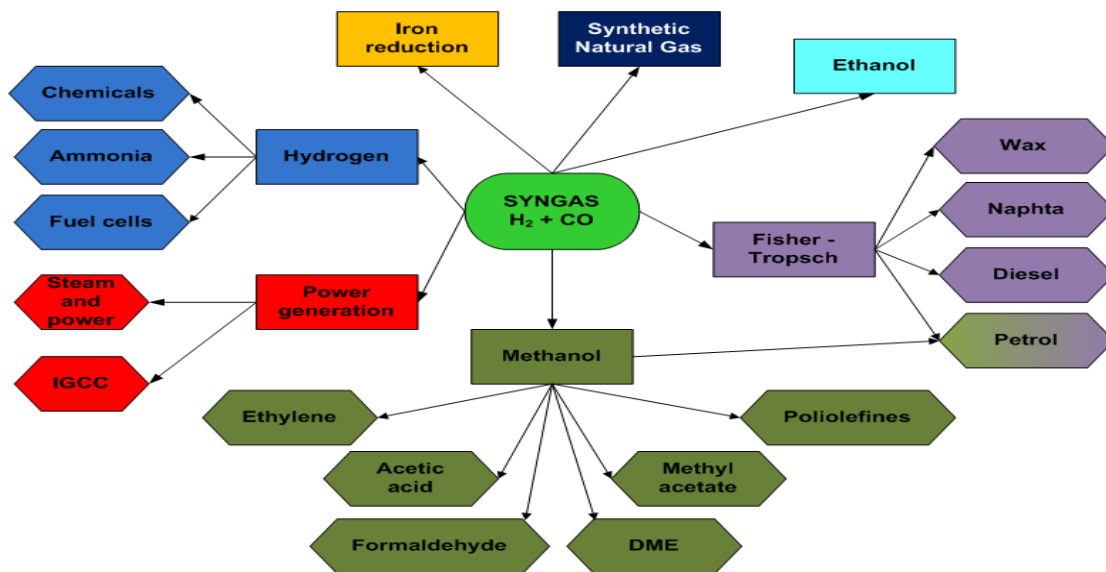 Iron
reduction
Synthetic
Natural Gas
Ethanol
Chemicals
Ammonia
Fuel cells
Hydrogen
SYNGAS
H₂ + CO
Wax
Naphta
Diesel
Petrol
Fisher -
Tropsch
Steam
and
power
IGCC
Power
generation
Methanol
Ethylene
Poliolefines
Acetic
acid
Methyl
acetate
Formaldehyde
DME